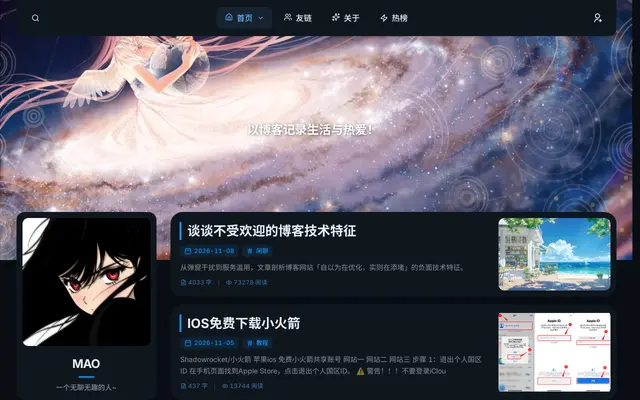 首页
友链
关于
热榜
以博客记录生活与热爱！
谈谈不受欢迎的博客技术特征
2026-11-08
# 闲聊
从弹窗干扰到服务滥用，文章剖析博客网站「自以为在优化，实则在添堵」的负面技术特征。
4033 字 | 73278 阅读
IOS免费下载小火箭
2026-11-05
# 教程
Shadowrocket/小火箭 苹果ios 免费小火箭共享账号 网站一 网站二 网站三 步骤 1：退出个人国区
ID 在手机页面找到Apple Store，点击退出个人国区ID。⚠️ 警告！！！不要登录iClou
437 字 | 13744 阅读
Apple ID
Apple ID
MAO
一个无聊无趣的人~